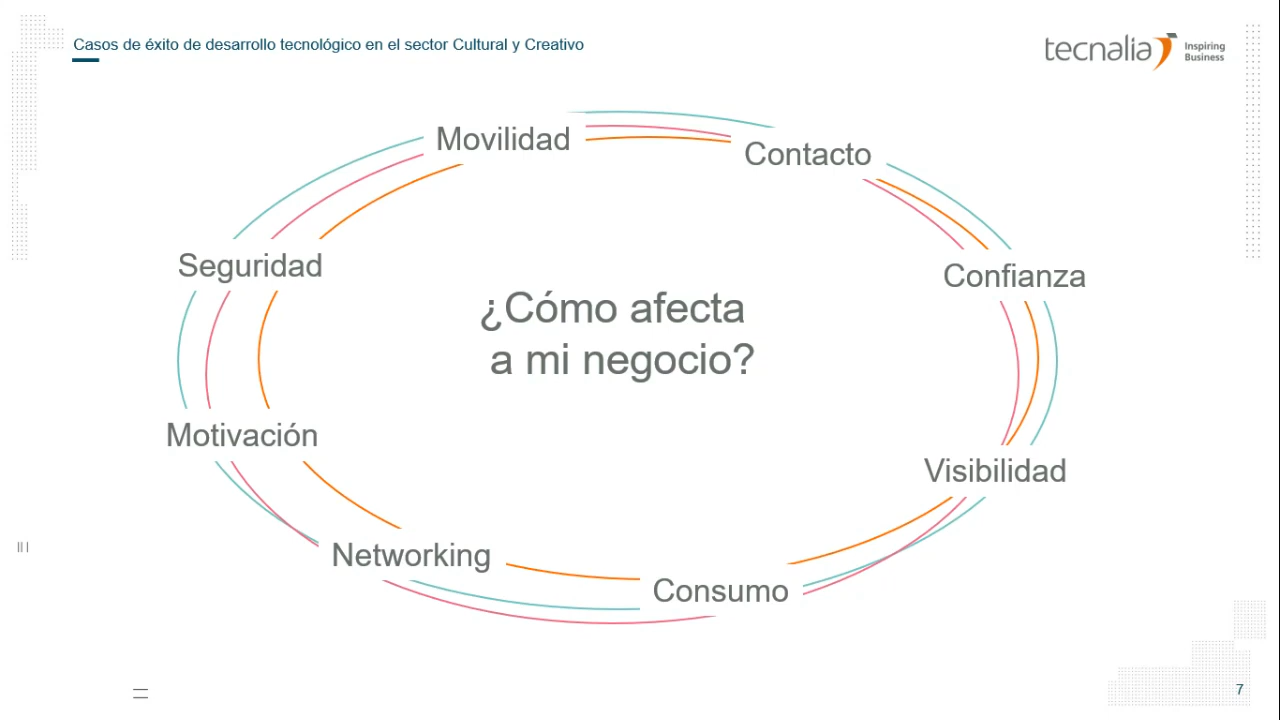 Casos de éxito de desarrollo tecnológico en el sector Cultural y Creativo
tecnalia Inspiring
Business
Movilidad
Contacto
Seguridad
Confianza
¿Cómo afecta
a mi negocio?
Motivación
Visibilidad
Networking
Consumo
7